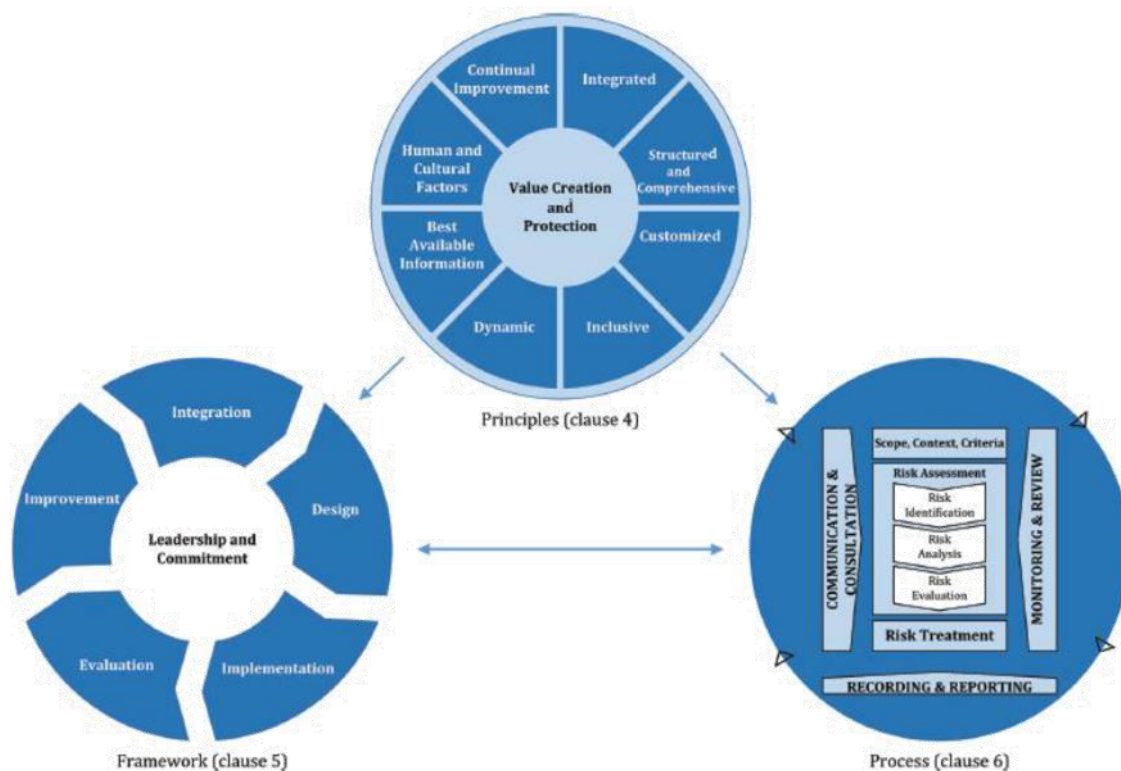 Continual
Improvement
Integrated
Human and
Cultural
Factors
Structured
and
Comprehensive
Value Creation
and
Protection
Best
Available
Information
Customized
Dynamic
Inclusive
Principles (clause 4)
Integration
Improvement
Design
Leadership and
Commitment
Evaluation
Implementation
Framework (clause 5)
Scope, Context, Criteria
Risk Assessment
Risk
Identification
Risk
Analysis
Risk
Evaluation
Risk Treatment
COMMUNICATION &
CONSULTATION
MONITORING & REVIEW
RECORDING & REPORTING
Process (clause 6)